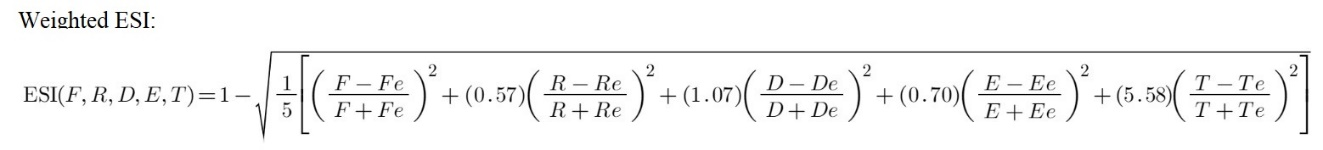 Weighted ESI:
ESI(F, R, D, E, T)=1-√(1/5[((F - Fe)/(F + Fe))² + (0.57)((R - Re)/(R + Re))² + (1.07)((D - De)/(D + De))² + (0.70)((E - Ee)/(E + Ee))² + (5.58)((T - Te)/(T + Te))²])